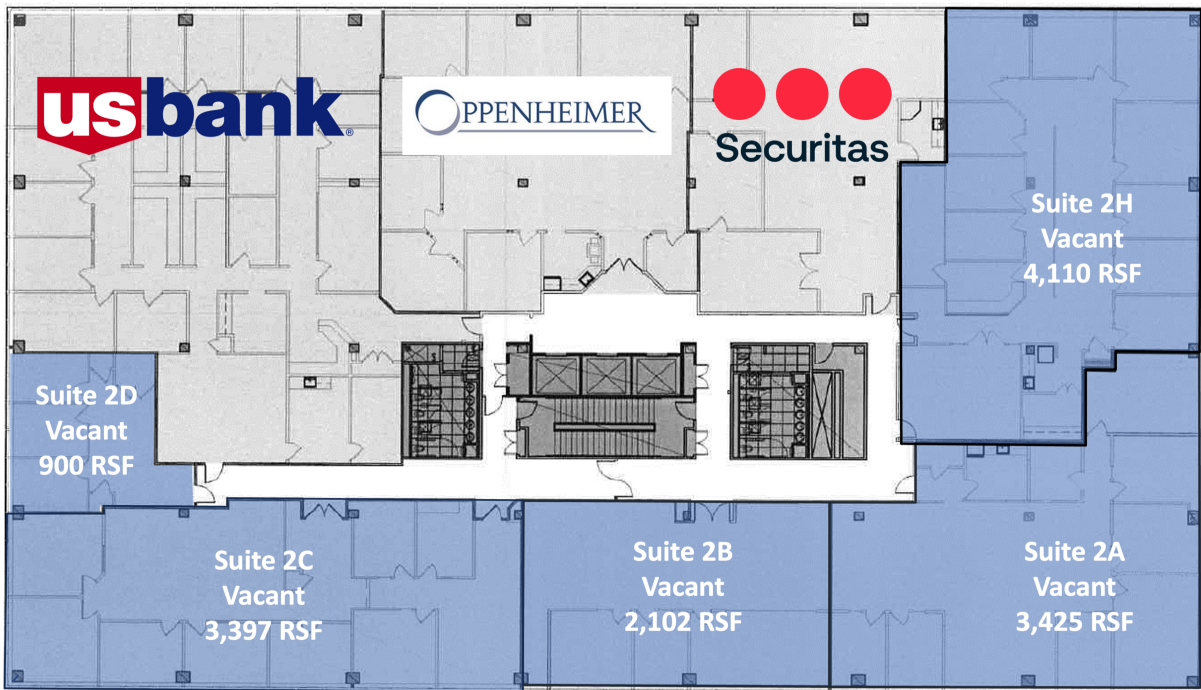 usbank
OPPENHEIMER
Securitas
Suite 2H
Vacant
4,110 RSF
Suite 2D
Vacant
900 RSF
Suite 2C
Vacant
3,397 RSF
Suite 2B
Vacant
2,102 RSF
Suite 2A
Vacant
3,425 RSF